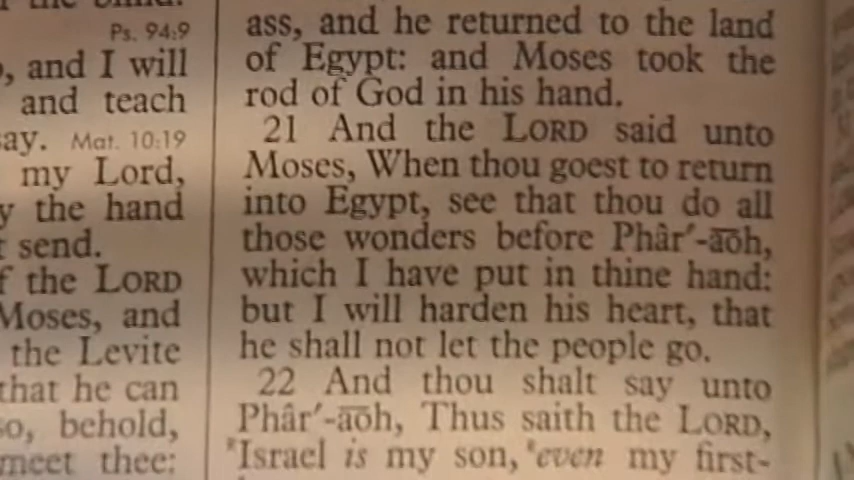 Ps. 94:9
, and I will
and teach
say. Mat. 10:19
my Lord,
y the hand
send.
f the LORD
Moses, and
the Levite
that he can
so, behold,
meet thee:
ass, and he returned to the land
of Egypt: and Moses took the
rod of God in his hand.
21 And the LORD said unto
Moses, When thou goest to return
into Egypt, see that thou do all
those wonders before Phâr′-āōh,
which I have put in thine hand:
but I will harden his heart, that
he shall not let the people go.
22 And thou shalt say unto
Phâr′-āōh, Thus saith the LORD,
Israel is my son, even my first-